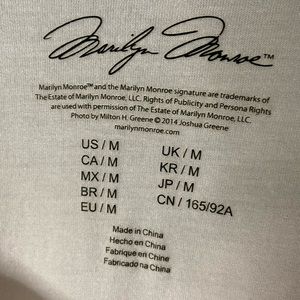 Marilyn Monroe™
Marilyn Monroe™ and the Marilyn Monroe signature are trademarks of
The Estate of Marilyn Monroe, LLC. Rights of Publicity and Persona Rights
are used with permission of The Estate of Marilyn Monroe, LLC.
Photo by Milton H. Greene © 2014 Joshua Greene
marilynmonroe.com
US / M
CA / M
MX / M
BR / M
EU / M
UK / M
KR / M
JP / M
CN / 165/92A
Made in China
Hecho en China
Fabrique en Chine
Fabricado na China